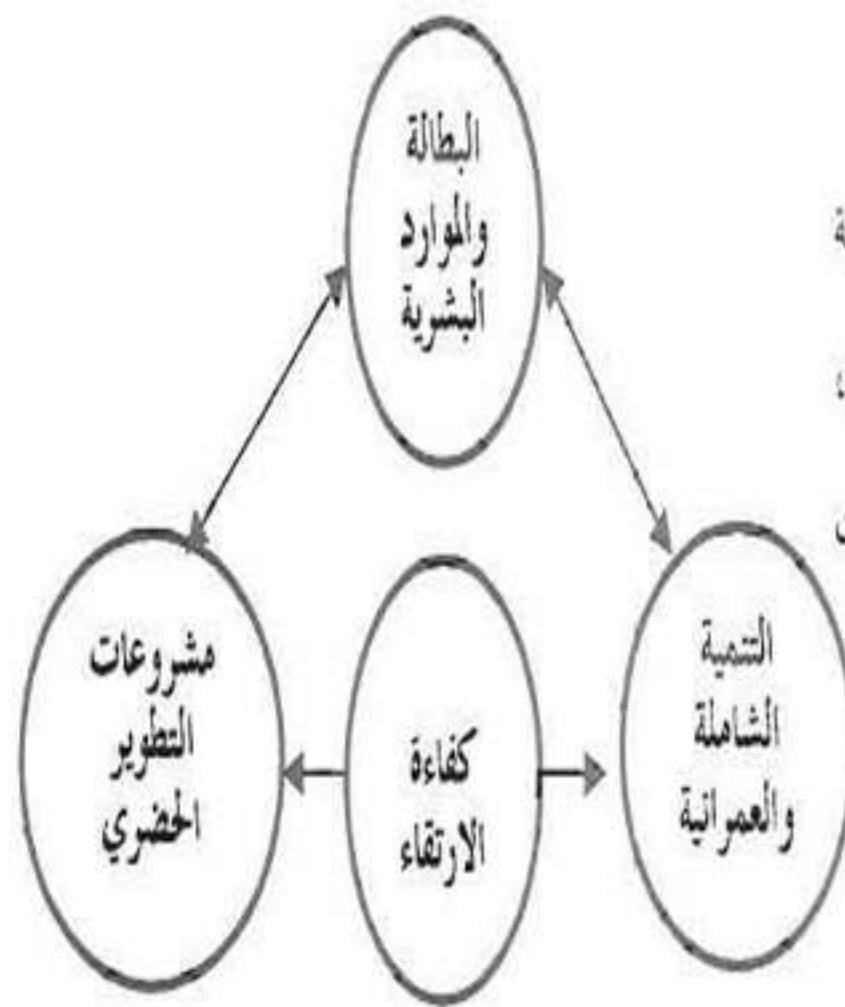 البطالة
والموارد
البشرية
التنمية
الشاملة
والعمرانية
كفاءة
الارتقاء
مشروعات
التطوير
الحضري